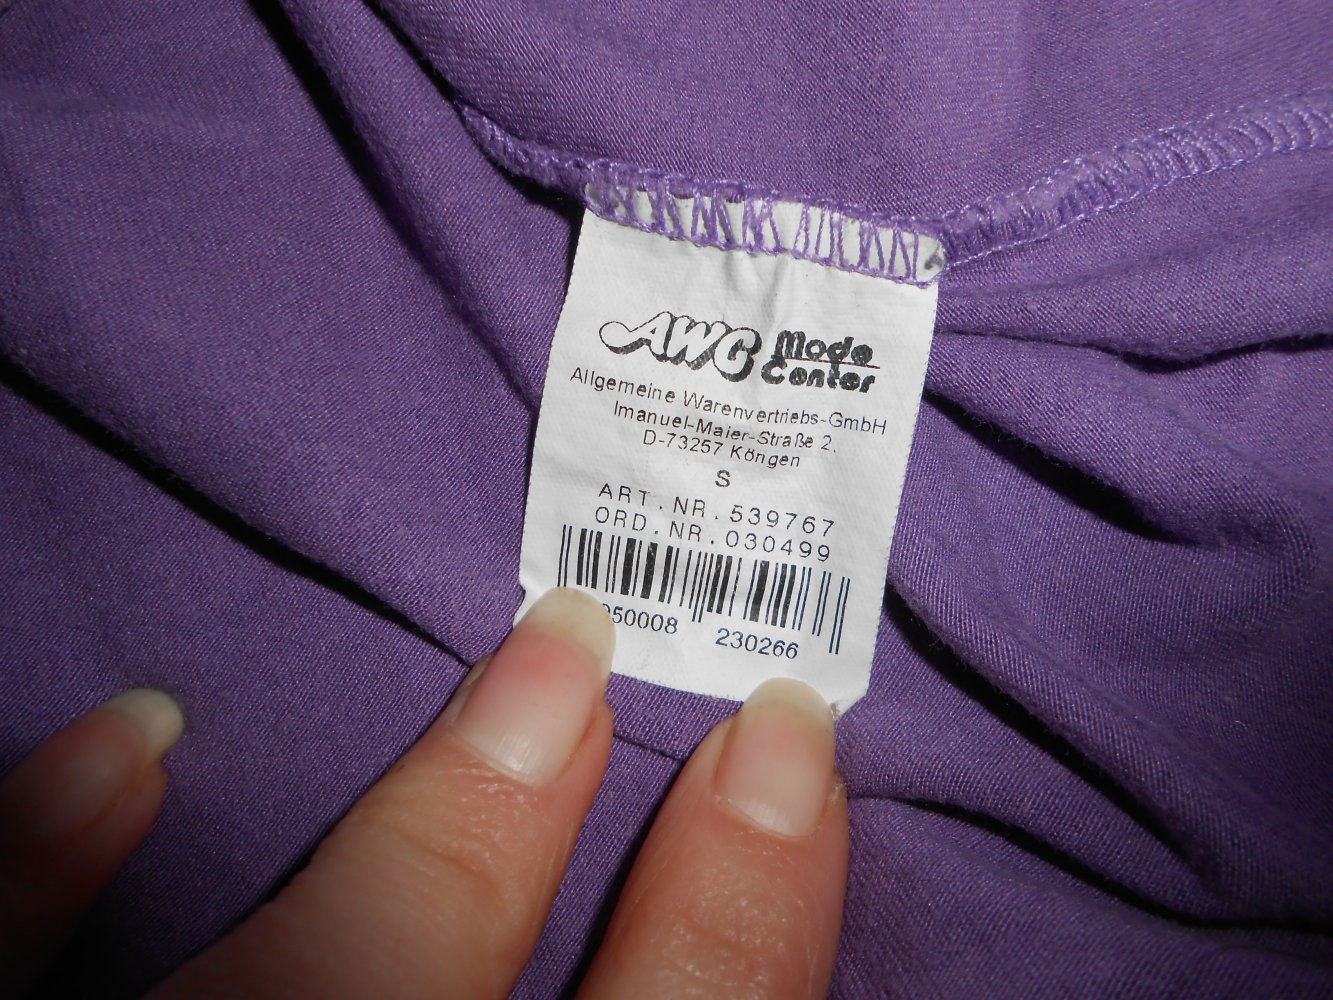 AWG Mode Center
Allgemeine Warenvertriebs-GmbH
Imanuel-Maier-Straße 2,
D-73257 Köngen
S
ART.NR.539767
ORD.NR.030499
50008 230266